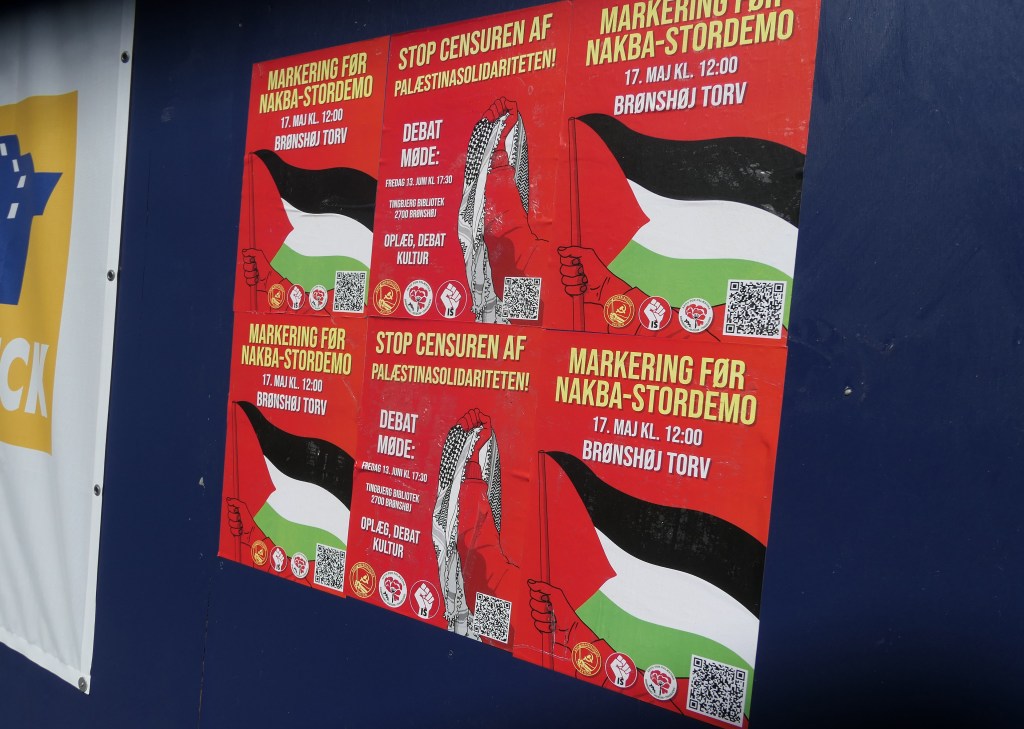 MARKERING FØR
NAKBA-STORDEMO
17. MAJ KL. 12:00
BRØNSHØJ TORV
STOP CENSUREN AF
PALÆSTINASOLIDARITETEN!
DEBAT
MØDE:
FREDAG 13. JUNI KL 17:30
TINGBJERG BIBLIOTEK
2700 BRØNSHØJ
OPLÆG, DEBAT
KULTUR
IS
MARKERING FØR
NAKBA-STORDEMO
17. MAJ KL. 12:00
BRØNSHØJ TORV
IS
MARKERING FØR
NAKBA-STORDEMO
17. MAJ KL. 12:00
BRØNSHØJ TORV
STOP CENSUREN AF
PALÆSTINASOLIDARITETEN!
DEBAT
MØDE:
FREDAG 13. JUNI KL 17:30
TINGBJERG BIBLIOTEK
2700 BRØNSHØJ
OPLÆG, DEBAT
KULTUR
IS
MARKERING FØR
NAKBA-STORDEMO
17. MAJ KL. 12:00
BRØNSHØJ TORV
IS
CK